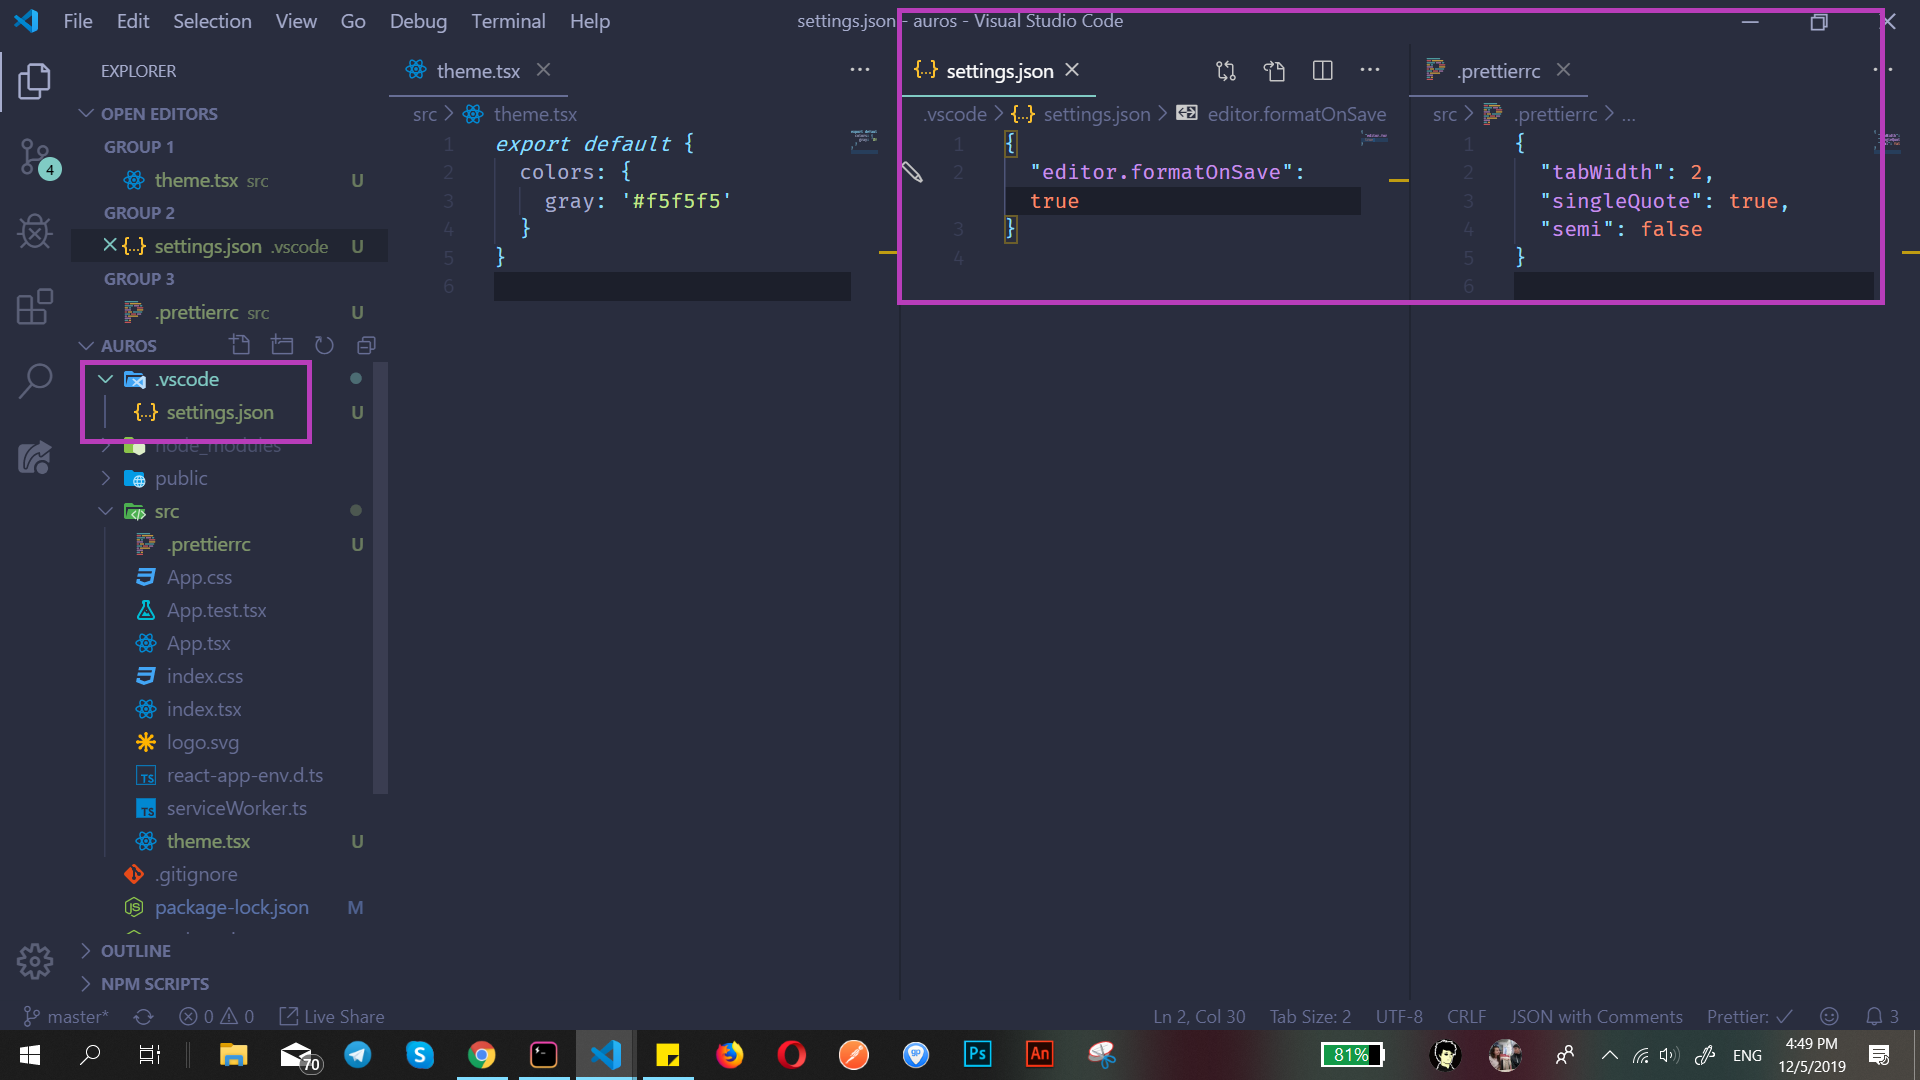 File Edit Selection View Go Debug Terminal Help
settings.json - auros - Visual Studio Code
EXPLORER
OPEN EDITORS
GROUP 1
theme.tsx src U
GROUP 2
settings.json .vscode U
GROUP 3
.prettierrc src U
AUROS
.vscode
settings.json U
node_modules
public
src
.prettierrc U
App.css
App.test.tsx
App.tsx
index.css
index.tsx
logo.svg
react-app-env.d.ts
serviceWorker.ts
theme.tsx U
.gitignore
package-lock.json M
OUTLINE
NPM SCRIPTS
4
theme.tsx
src > theme.tsx
1 export default {
2 colors: {
3 gray: '#f5f5f5'
4 }
5 }
6
settings.json
.vscode > settings.json > editor.formatOnSave
1 {
2 "editor.formatOnSave":
true
3 }
4
.prettierrc
src > .prettierrc > ...
1 {
2 "tabWidth": 2,
3 "singleQuote": true,
4 "semi": false
5 }
6
master* 0 0 Live Share
Ln 2, Col 30 Tab Size: 2 UTF-8 CRLF JSON with Comments Prettier: ✓ 3
70 Ps An 81% ENG 4:49 PM
12/5/2019